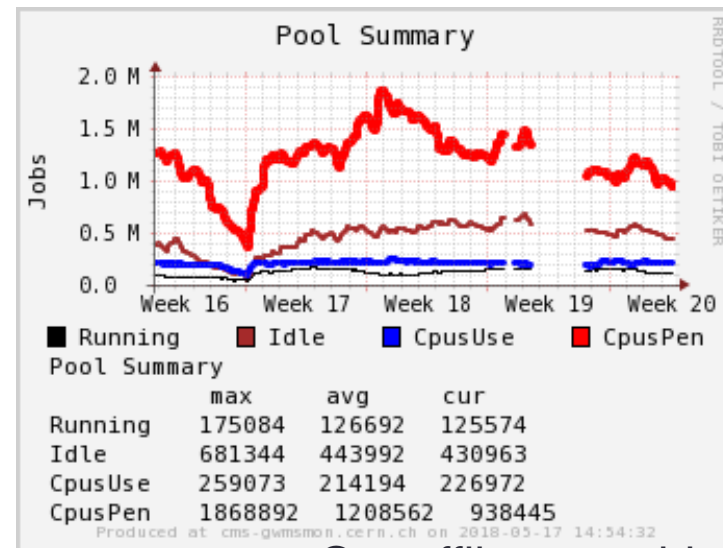 Pool Summary
RRDTOOL / TOBI OETIKER
2.0 M
1.5 M
1.0 M
0.5 M
0.0
Jobs
Week 16 Week 17 Week 18 Week 19 Week 20
Running Idle CpusUse CpusPen
Pool Summary
max avg cur
Running 175084 126692 125574
Idle 681344 443992 430963
CpusUse 259073 214194 226972
CpusPen 1868892 1208562 938445
Produced at cms-gwmsmon.cern.ch on 2018-05-17 14:54:32